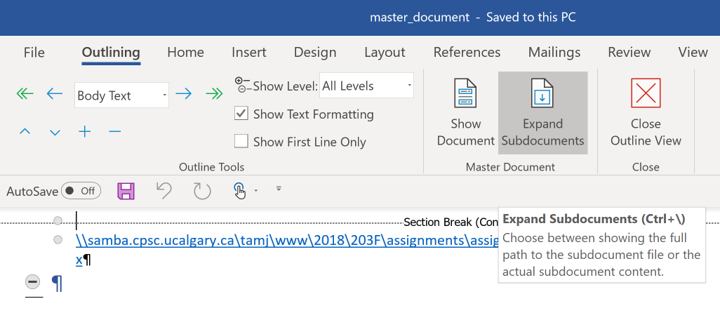 master_document - Saved to this PC
File Outlining Home Insert Design Layout References Mailings Review View
Body Text
Show Level: All Levels
Show Text Formatting
Show First Line Only
Outline Tools
Show Document
Expand Subdocuments
Master Document
Close Outline View
Close
AutoSave Off
Section Break (Con
\\samba.cpsc.ucalgary.ca\tamj\www\2018\203F\assignments\assig
x¶
¶
Expand Subdocuments (Ctrl+\)
Choose between showing the full
path to the subdocument file or the
actual subdocument content.